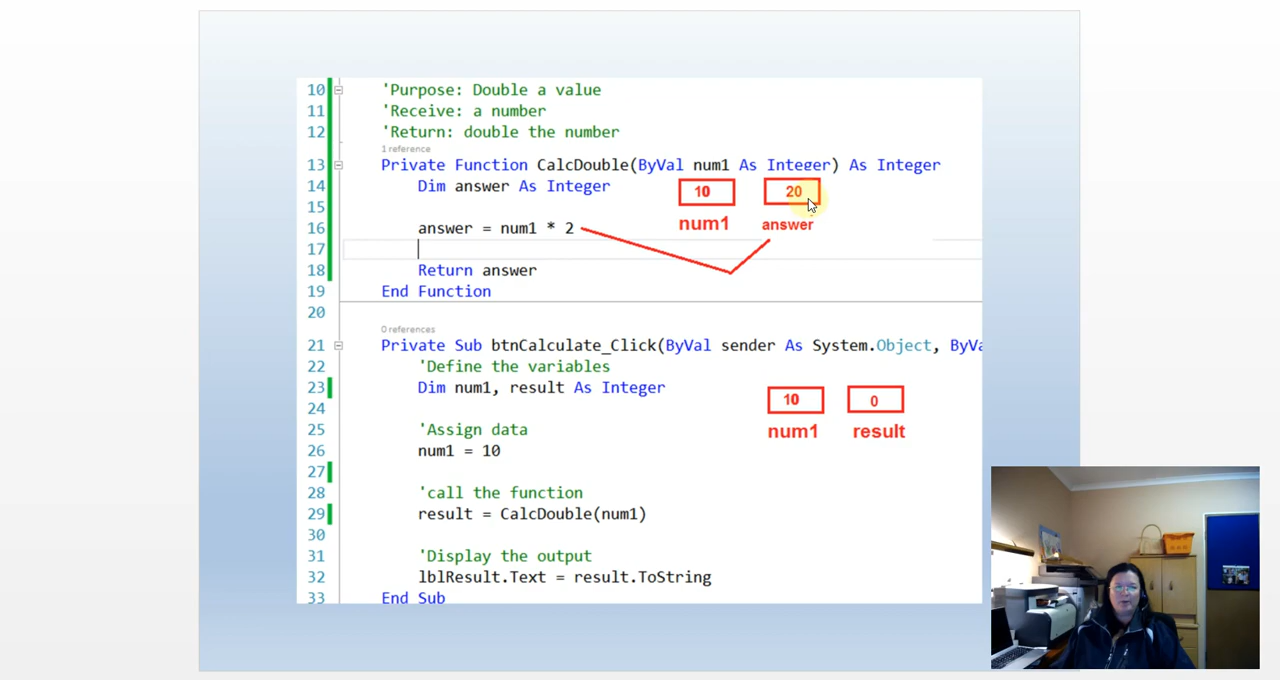 10 'Purpose: Double a value
11 'Receive: a number
12 'Return: double the number
1 reference
13 Private Function CalcDouble(ByVal num1 As Integer) As Integer
14 Dim answer As Integer
10 20
15
num1 answer
16 answer = num1 * 2
17
18 Return answer
19 End Function
20
0 references
21 Private Sub btnCalculate_Click(ByVal sender As System.Object, ByVa
22 'Define the variables
23 Dim num1, result As Integer
10 0
24
num1 result
25 'Assign data
26 num1 = 10
27
28 'call the function
29 result = CalcDouble(num1)
30
31 'Display the output
32 lblResult.Text = result.ToString
33 End Sub